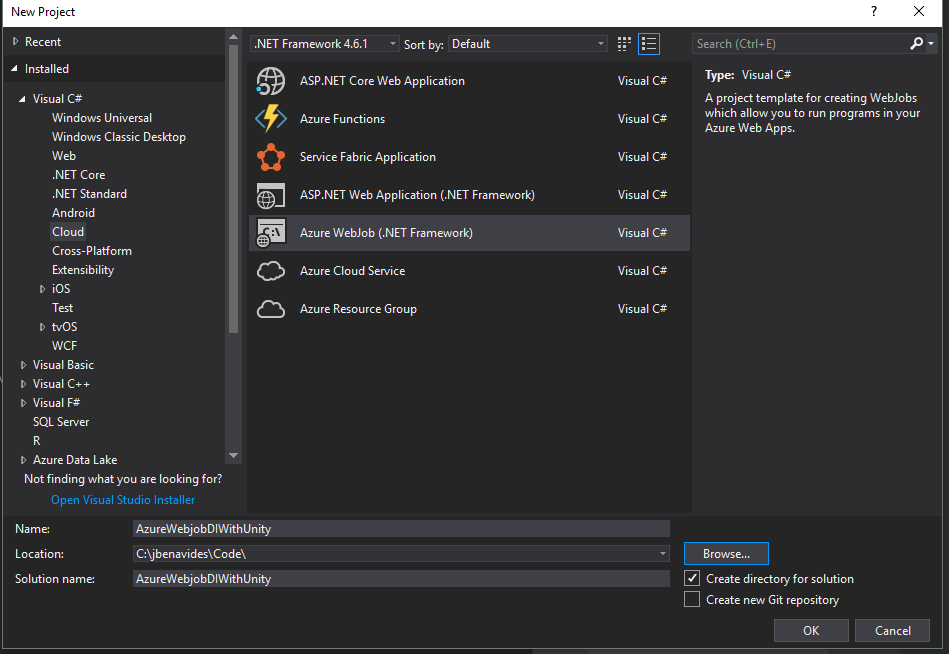 New Project
?
Recent
Installed
Visual C#
Windows Universal
Windows Classic Desktop
Web
.NET Core
.NET Standard
Android
Cloud
Cross-Platform
Extensibility
iOS
Test
tvOS
WCF
Visual Basic
Visual C++
Visual F#
SQL Server
R
Azure Data Lake
Not finding what you are looking for?
Open Visual Studio Installer
.NET Framework 4.6.1 Sort by: Default
ASP.NET Core Web Application Visual C#
Azure Functions Visual C#
Service Fabric Application Visual C#
ASP.NET Web Application (.NET Framework) Visual C#
Azure WebJob (.NET Framework) Visual C#
Azure Cloud Service Visual C#
Azure Resource Group Visual C#
Search (Ctrl+E)
Type: Visual C#
A project template for creating WebJobs
which allow you to run programs in your
Azure Web Apps.
Name: AzureWebjobDIWithUnity
Location: C:\jbenavides\Code\
Browse...
Solution name: AzureWebjobDIWithUnity
Create directory for solution
Create new Git repository
OK Cancel